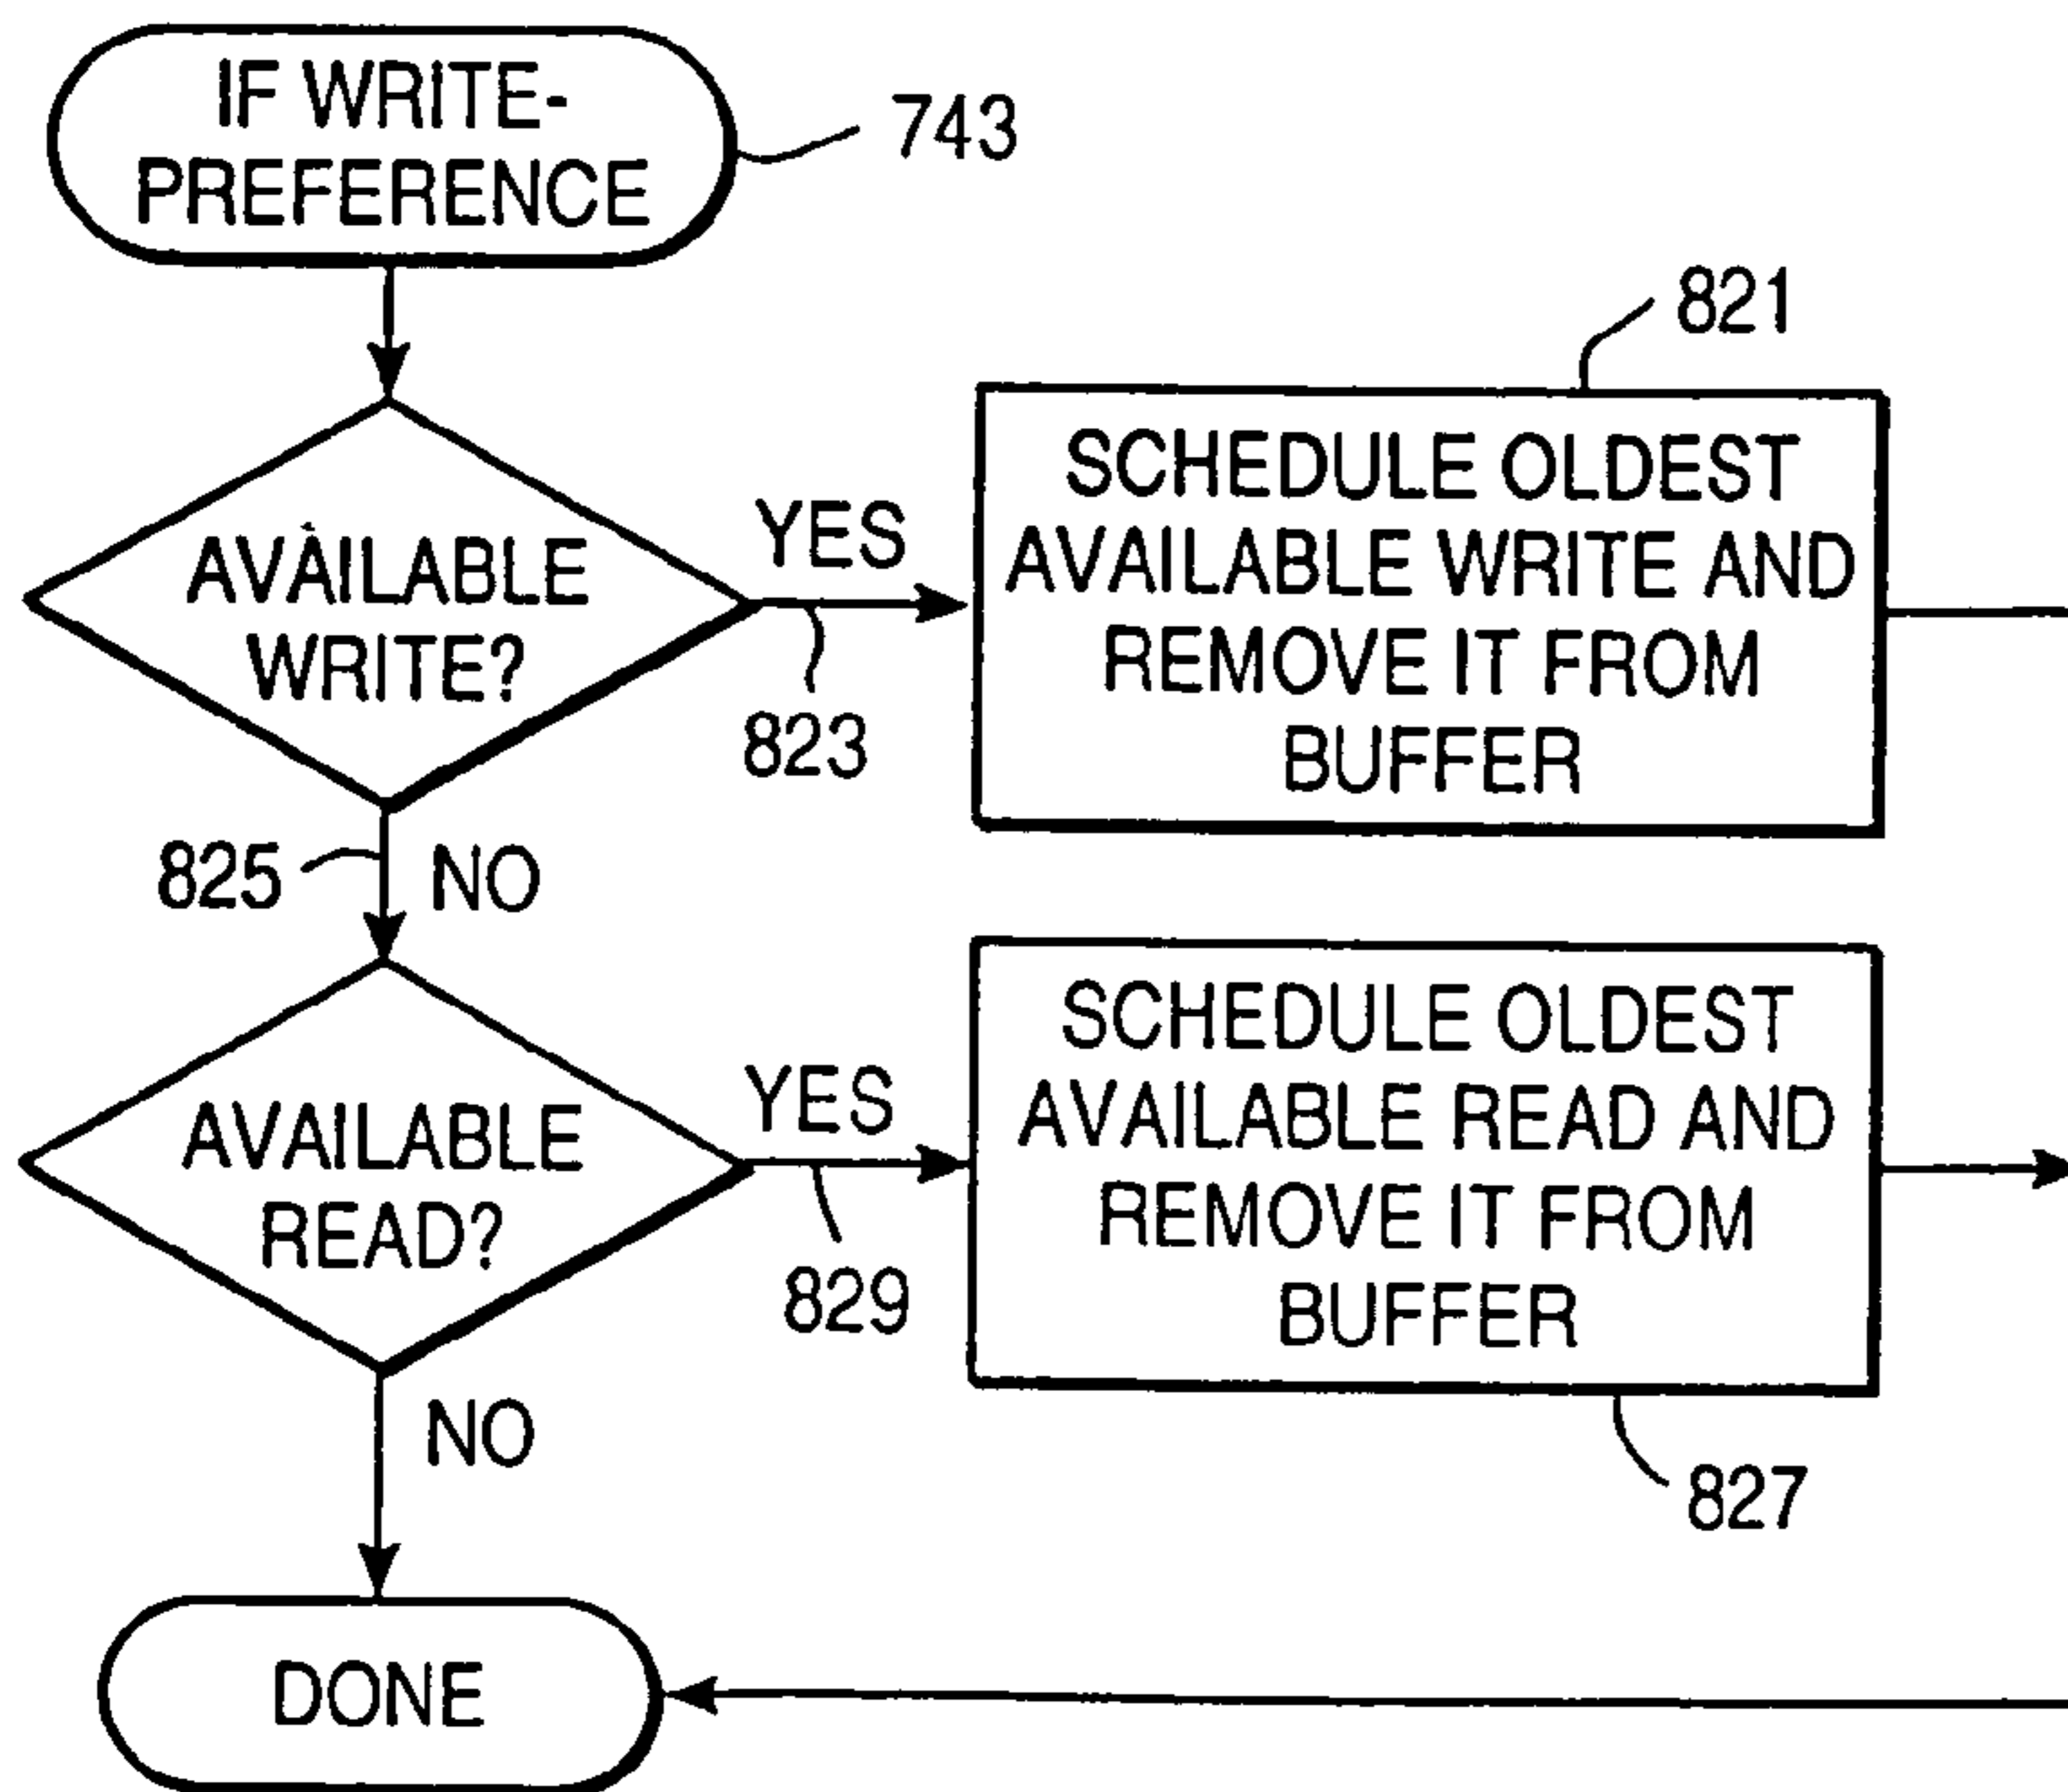 IF WRITE-
PREFERENCE
743
821
AVAILABLE
WRITE?
YES
823
SCHEDULE OLDEST
AVAILABLE WRITE AND
REMOVE IT FROM
BUFFER
825
NO
AVAILABLE
READ?
YES
829
SCHEDULE OLDEST
AVAILABLE READ AND
REMOVE IT FROM
BUFFER
827
NO
DONE